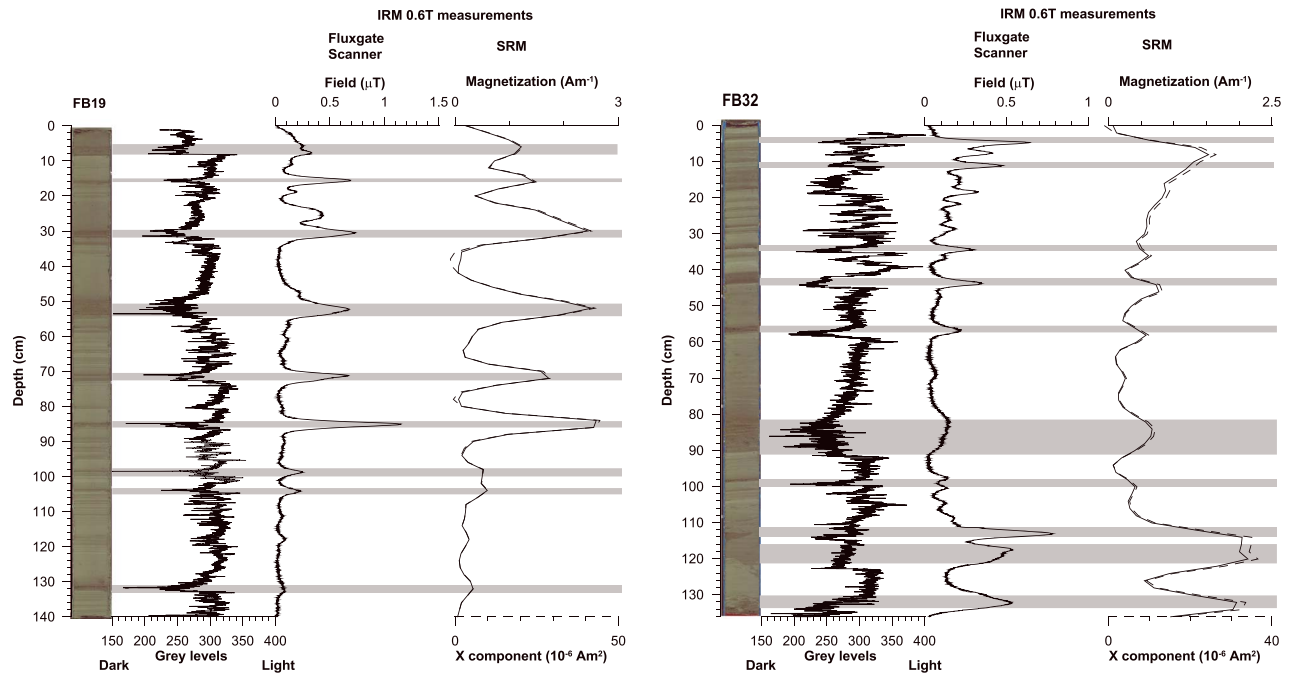 IRM 0.6T measurements
Fluxgate
Scanner
SRM
Field (µT)
Magnetization (Am-1)
FB19
0 0.5 1 1.5 0 3
0
10
20
30
40
50
60
70
80
90
100
110
120
130
140
Depth (cm)
150 200 250 300 350 400
0 50
Dark
Grey levels
Light
X component (10-6 Am2)
IRM 0.6T measurements
Fluxgate
Scanner
SRM
Field (µT)
Magnetization (Am-1)
FB32
0 0.5 1 0 2.5
0
10
20
30
40
50
60
70
80
90
100
110
120
130
Depth (cm)
150 200 250 300 350 400
0 40
Dark
Grey levels
Light
X component (10-6 Am2)